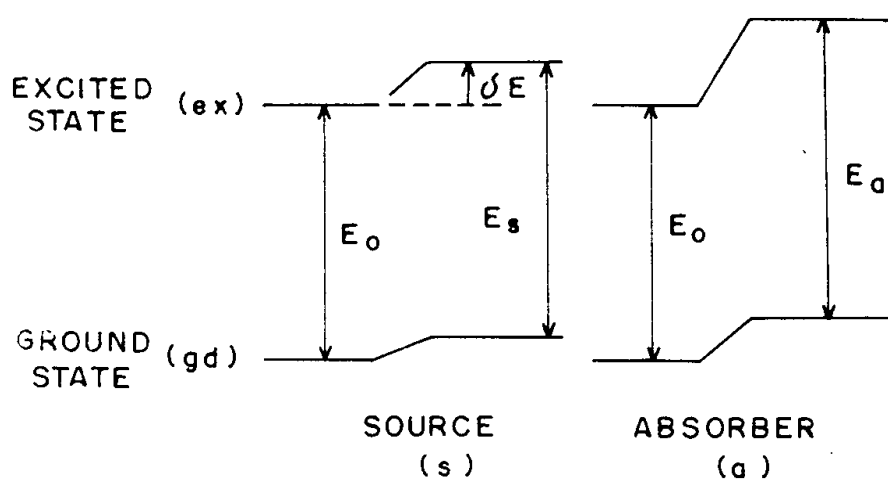 EXCITED
STATE
(ex)
δE
E₀
Eₛ
E₀
Eₐ
GROUND
STATE
(gd)
SOURCE
(s)
ABSORBER
(a)